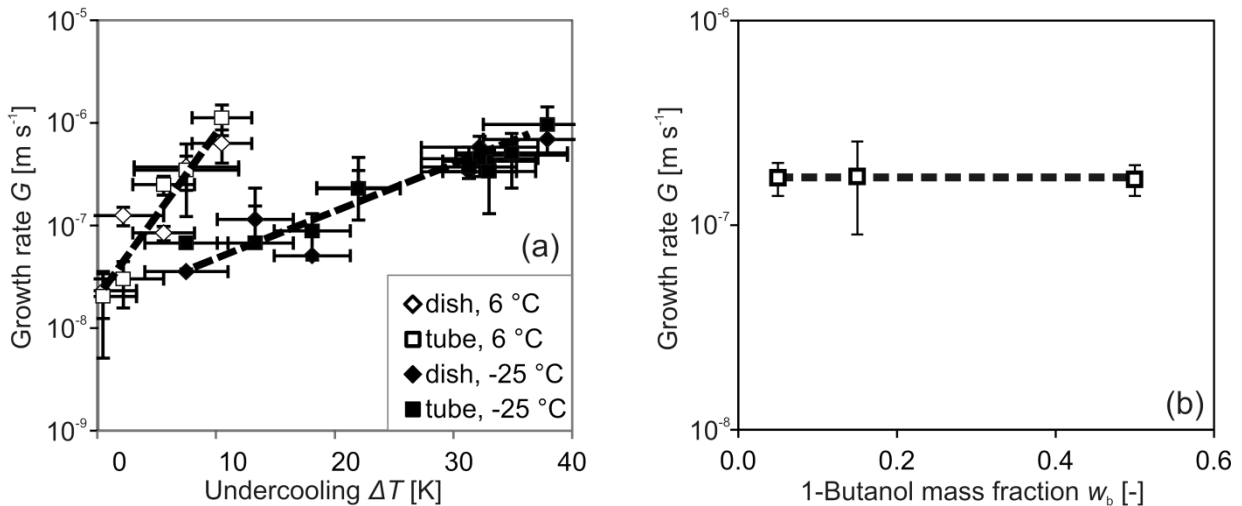 10⁻⁵
10⁻⁶
10⁻⁷
10⁻⁸
10⁻⁹
Growth rate G [m s⁻¹]
(a)
dish, 6 °C
tube, 6 °C
dish, -25 °C
tube, -25 °C
0 10 20 30 40
Undercooling ΔT [K]
10⁻⁶
10⁻⁷
10⁻⁸
Growth rate G [m s⁻¹]
(b)
0.0 0.2 0.4 0.6
1-Butanol mass fraction w_b [-]